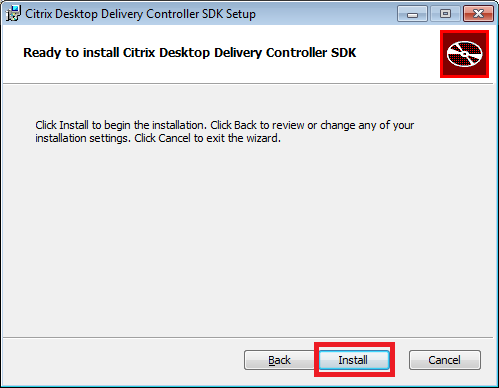 Citrix Desktop Delivery Controller SDK Setup
Ready to install Citrix Desktop Delivery Controller SDK
Click Install to begin the installation. Click Back to review or change any of your
installation settings. Click Cancel to exit the wizard.
Back Install Cancel